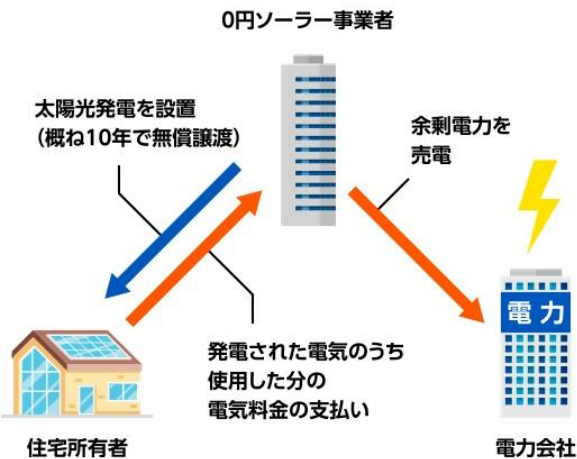 0円ソーラー事業者
太陽光発電を設置
（概ね10年で無償譲渡）
余剰電力を
売電
電力
発電された電気のうち
使用した分の
電気料金の支払い
住宅所有者
電力会社